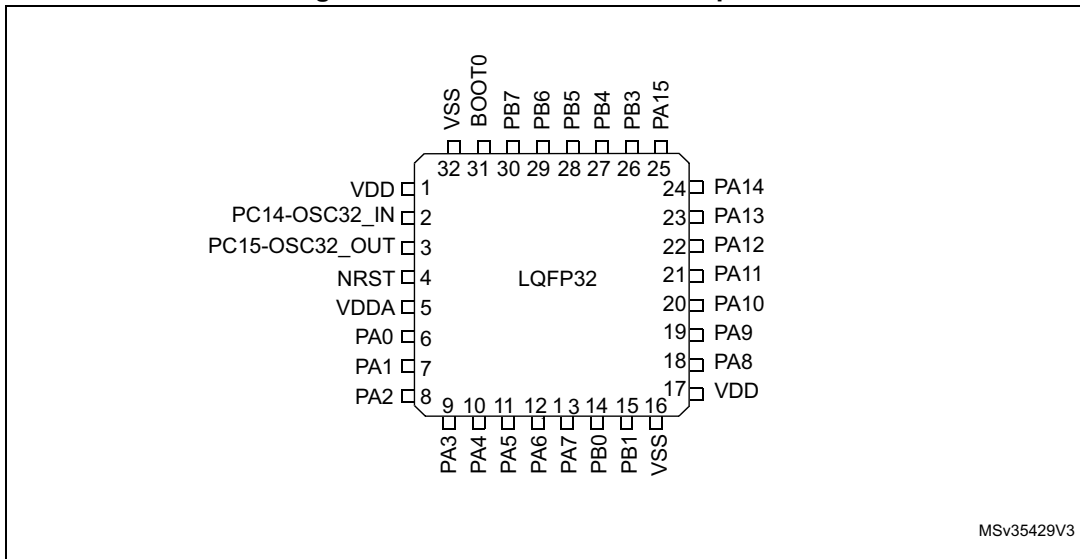 VSS
BOOT0
PB7
PB6
PB5
PB4
PB3
PA15
32 31 30 29 28 27 26 25
VDD 1
PC14-OSC32_IN 2
PC15-OSC32_OUT 3
NRST 4
VDDA 5
PA0 6
PA1 7
PA2 8
LQFP32
24 PA14
23 PA13
22 PA12
21 PA11
20 PA10
19 PA9
18 PA8
17 VDD
9 10 11 12 13 14 15 16
PA3
PA4
PA5
PA6
PA7
PB0
PB1
VSS
MSv35429V3